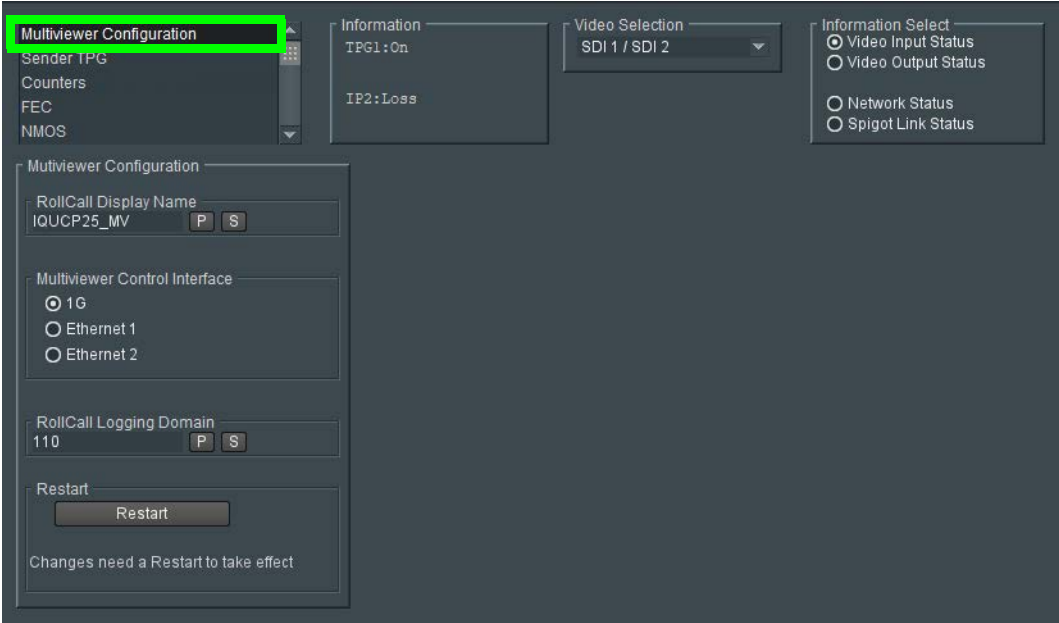 Multiviewer Configuration
Sender TPG
Counters
FEC
NMOS
Information
TPG1:On
IP2:Loss
Video Selection
SDI 1 / SDI 2
Information Select
Video Input Status
Video Output Status
Network Status
Spigot Link Status
Mutiviewer Configuration
RollCall Display Name
IQUCP25_MV P S
Multiviewer Control Interface
1G
Ethernet 1
Ethernet 2
RollCall Logging Domain
110 P S
Restart
Restart
Changes need a Restart to take effect